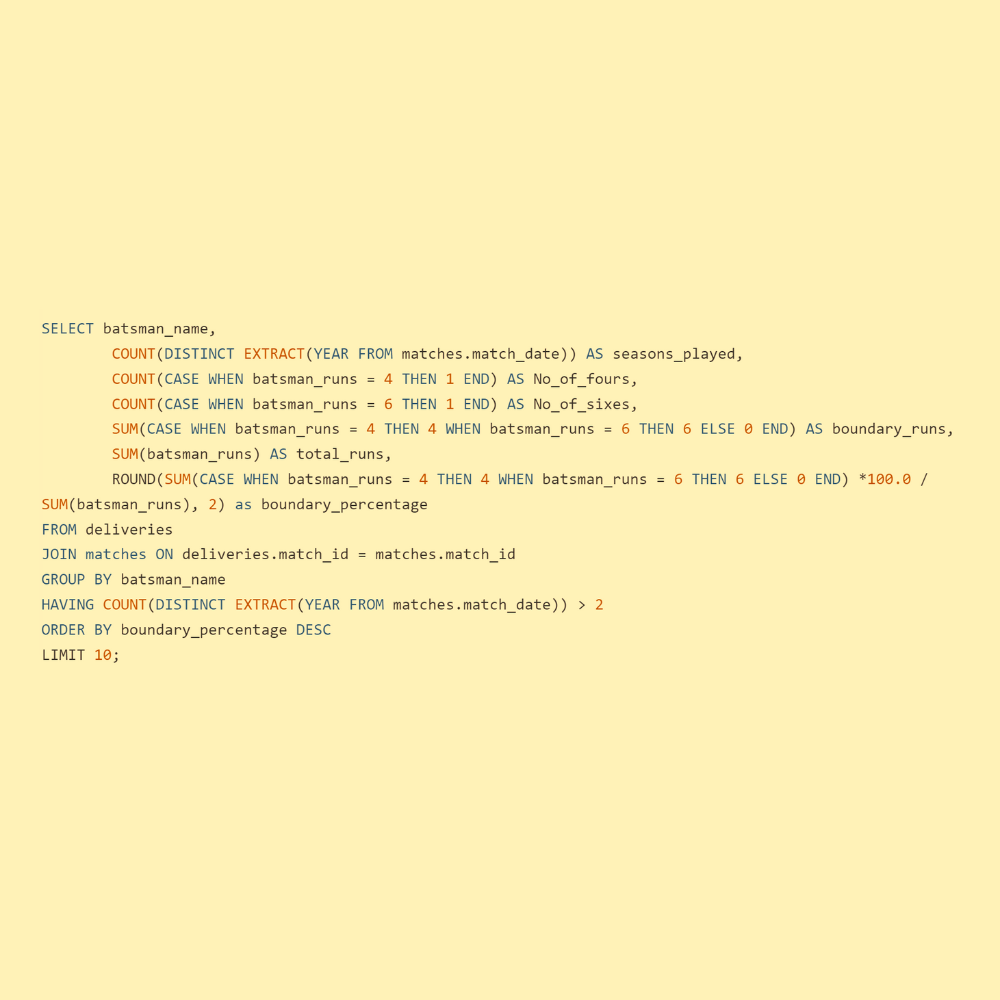 SELECT batsman_name,
COUNT(DISTINCT EXTRACT(YEAR FROM matches.match_date)) AS seasons_played,
COUNT(CASE WHEN batsman_runs = 4 THEN 1 END) AS No_of_fours,
COUNT(CASE WHEN batsman_runs = 6 THEN 1 END) AS No_of_sixes,
SUM(CASE WHEN batsman_runs = 4 THEN 4 WHEN batsman_runs = 6 THEN 6 ELSE 0 END) AS boundary_runs,
SUM(batsman_runs) AS total_runs,
ROUND(SUM(CASE WHEN batsman_runs = 4 THEN 4 WHEN batsman_runs = 6 THEN 6 ELSE 0 END) *100.0 /
SUM(batsman_runs), 2) as boundary_percentage
FROM deliveries
JOIN matches ON deliveries.match_id = matches.match_id
GROUP BY batsman_name
HAVING COUNT(DISTINCT EXTRACT(YEAR FROM matches.match_date)) > 2
ORDER BY boundary_percentage DESC
LIMIT 10;